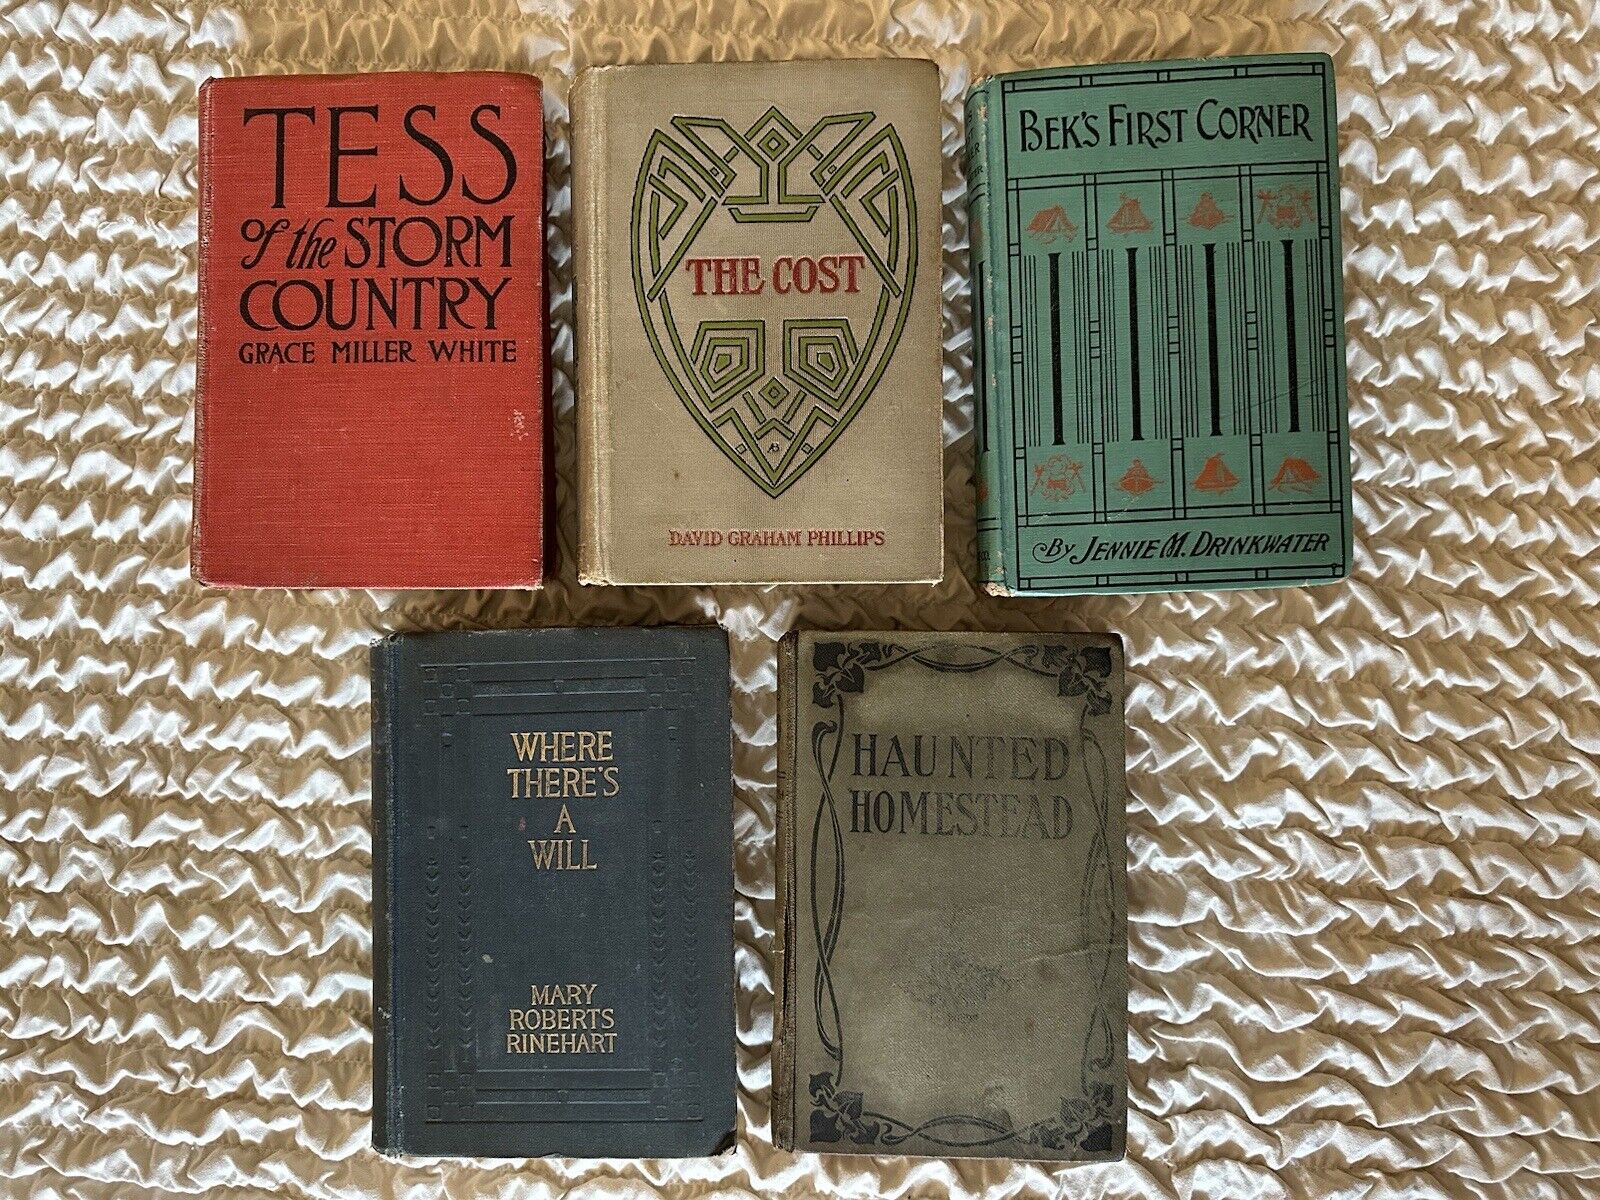 TESS
of the STORM
COUNTRY
GRACE MILLER WHITE
THE COST
DAVID GRAHAM PHILLIPS
BEK'S FIRST CORNER
By JENNIE M. DRINKWATER
WHERE
THERE'S
A
WILL
MARY
ROBERTS
RINEHART
HAUNTED
HOMESTEAD